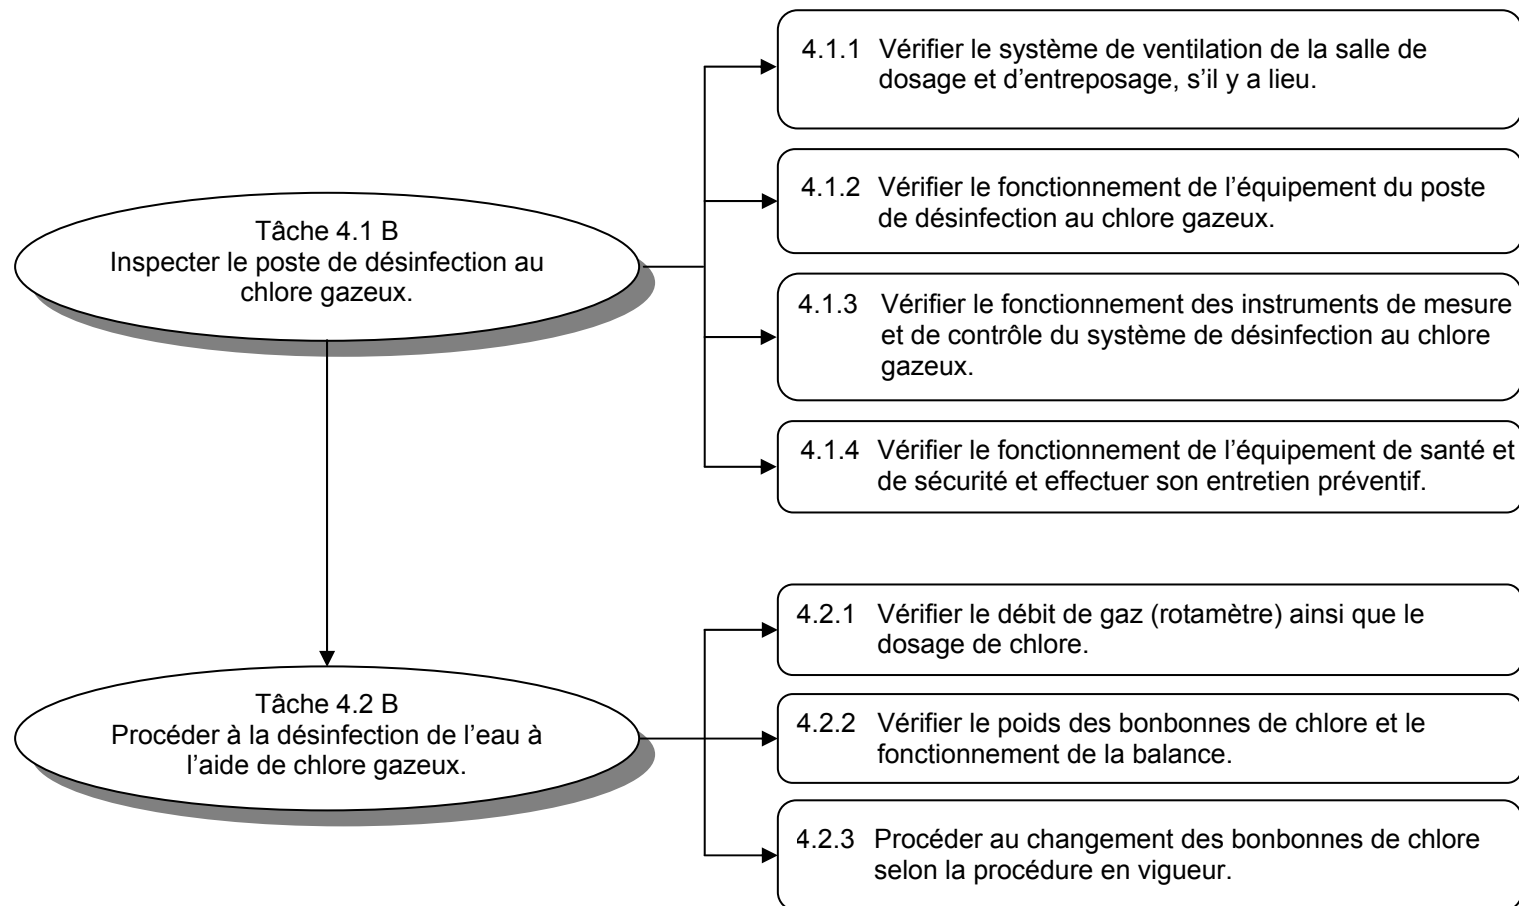 Tâche 4.1 B
Inspecter le poste de désinfection au
chlore gazeux.
4.1.1 Vérifier le système de ventilation de la salle de
dosage et d’entreposage, s’il y a lieu.
4.1.2 Vérifier le fonctionnement de l’équipement du poste
de désinfection au chlore gazeux.
4.1.3 Vérifier le fonctionnement des instruments de mesure
et de contrôle du système de désinfection au chlore
gazeux.
4.1.4 Vérifier le fonctionnement de l’équipement de santé et
de sécurité et effectuer son entretien préventif.
Tâche 4.2 B
Procéder à la désinfection de l’eau à
l’aide de chlore gazeux.
4.2.1 Vérifier le débit de gaz (rotamètre) ainsi que le
dosage de chlore.
4.2.2 Vérifier le poids des bonbonnes de chlore et le
fonctionnement de la balance.
4.2.3 Procéder au changement des bonbonnes de chlore
selon la procédure en vigueur.